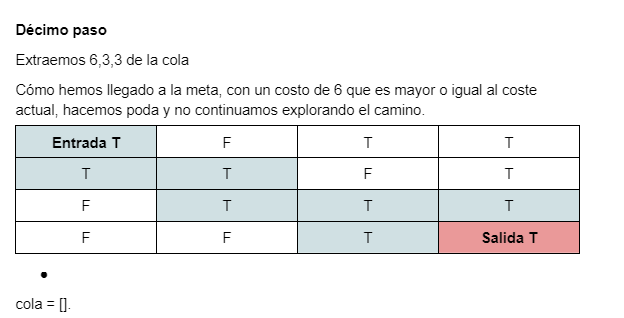 Décimo paso
Extraemos 6,3,3 de la cola
Cómo hemos llegado a la meta, con un costo de 6 que es mayor o igual al coste
actual, hacemos poda y no continuamos explorando el camino.
Entrada T F T T
T T F T
F T T T
F F T Salida T
cola = [].